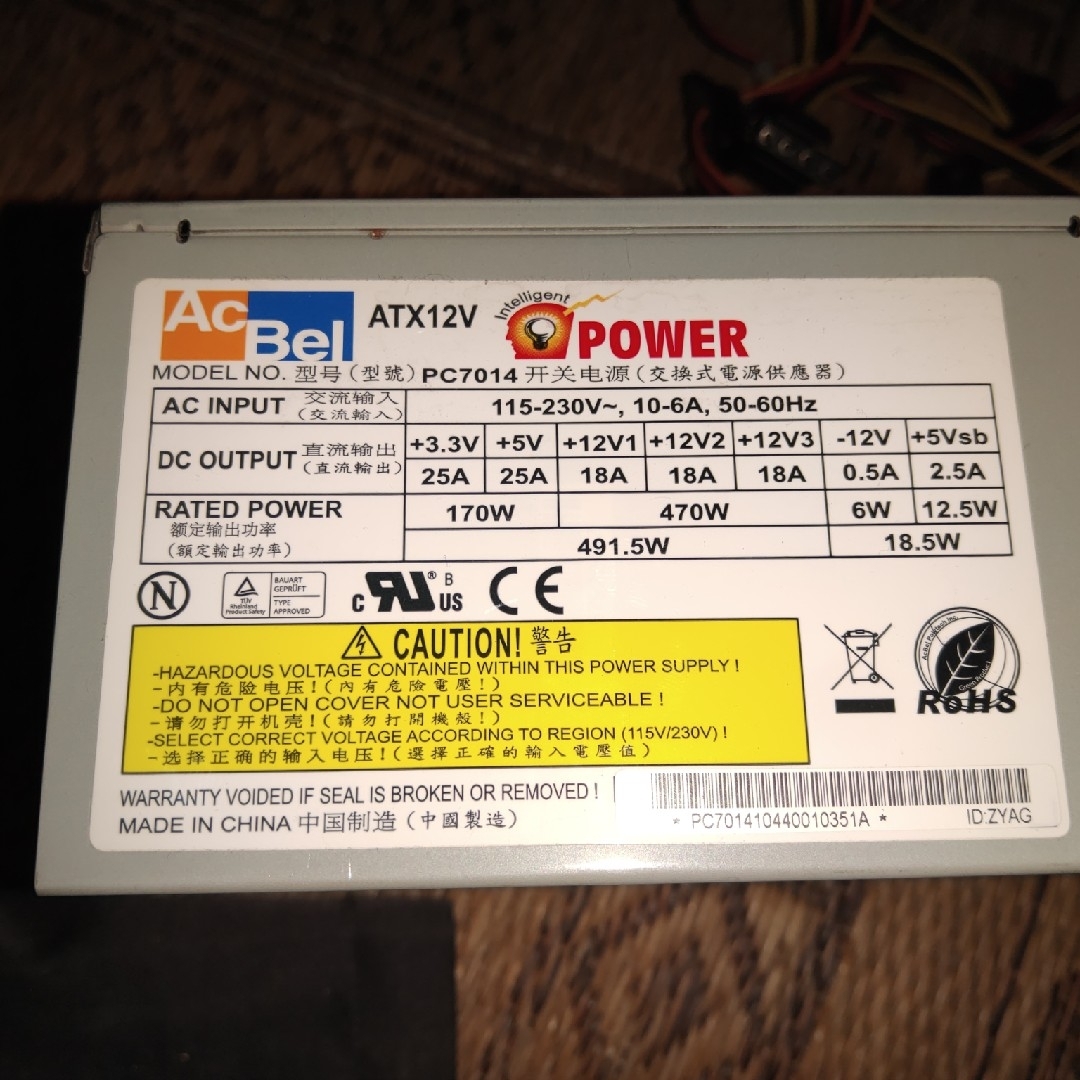 AcBel ATX12V Intelligent POWER
MODEL NO. 型号(型號) PC7014 开关电源(交換式電源供應器)
AC INPUT 交流输入 (交流輸入) 115-230V~, 10-6A, 50-60Hz
DC OUTPUT 直流输出 (直流輸出)
+3.3V +5V +12V1 +12V2 +12V3 -12V +5Vsb
25A 25A 18A 18A 18A 0.5A 2.5A
RATED POWER 170W 470W 6W 12.5W
额定输出功率
(額定輸出功率) 491.5W 18.5W
N
TÜV Rheinland Product Safety
BAUART GEPRÜFT
TYPE APPROVED
c RU ® US B
CE
CAUTION! 警告
-HAZARDOUS VOLTAGE CONTAINED WITHIN THIS POWER SUPPLY !
-内有危险电压!(內有危險電壓!)
-DO NOT OPEN COVER NOT USER SERVICEABLE !
-请勿打开机壳!(請勿打開機殼!)
-SELECT CORRECT VOLTAGE ACCORDING TO REGION (115V/230V) !
-选择正确的输入电压!(選擇正確的輸入電壓值)
AcBel Polytech Inc.
Green Product
RoHS
WARRANTY VOIDED IF SEAL IS BROKEN OR REMOVED !
MADE IN CHINA 中国制造(中國製造)
* PC701410440010351A * ID:ZYAG